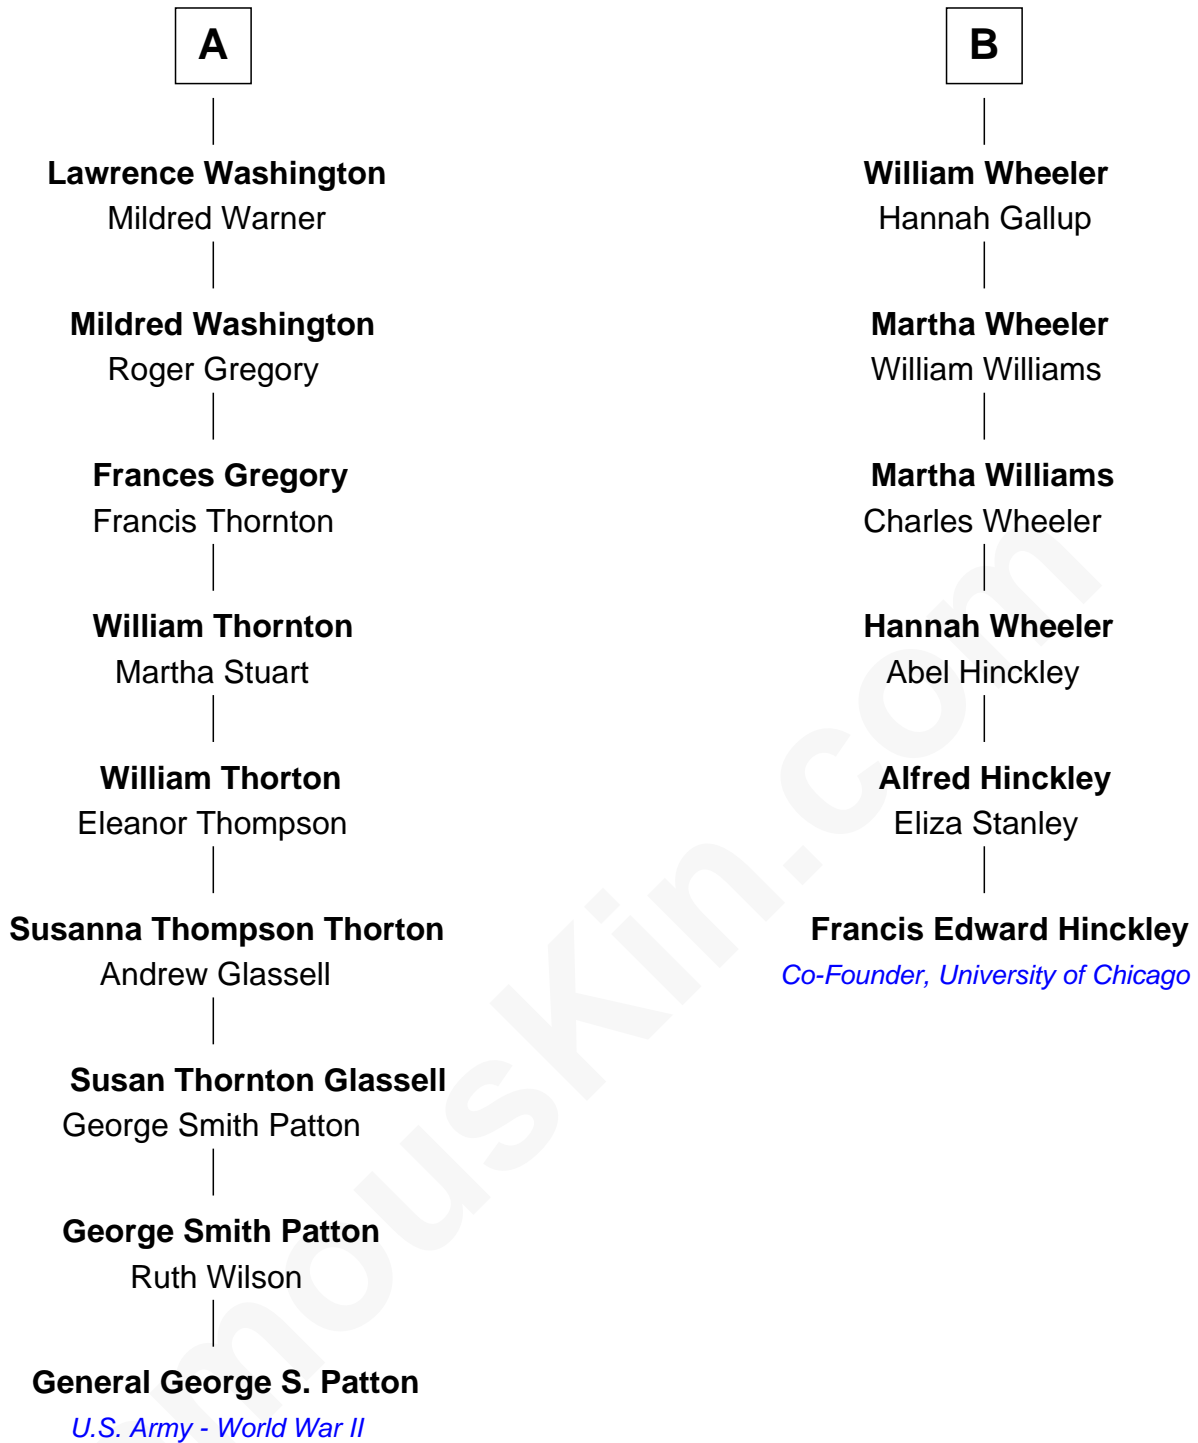 A
Lawrence Washington
Mildred Warner
Mildred Washington
Roger Gregory
Frances Gregory
Francis Thornton
William Thornton
Martha Stuart
William Thorton
Eleanor Thompson
Susanna Thompson Thorton
Andrew Glassell
Susan Thornton Glassell
George Smith Patton
George Smith Patton
Ruth Wilson
General George S. Patton
U.S. Army - World War II
B
William Wheeler
Hannah Gallup
Martha Wheeler
William Williams
Martha Williams
Charles Wheeler
Hannah Wheeler
Abel Hinckley
Alfred Hinckley
Eliza Stanley
Francis Edward Hinckley
Co-Founder, University of Chicago
mousKin.com